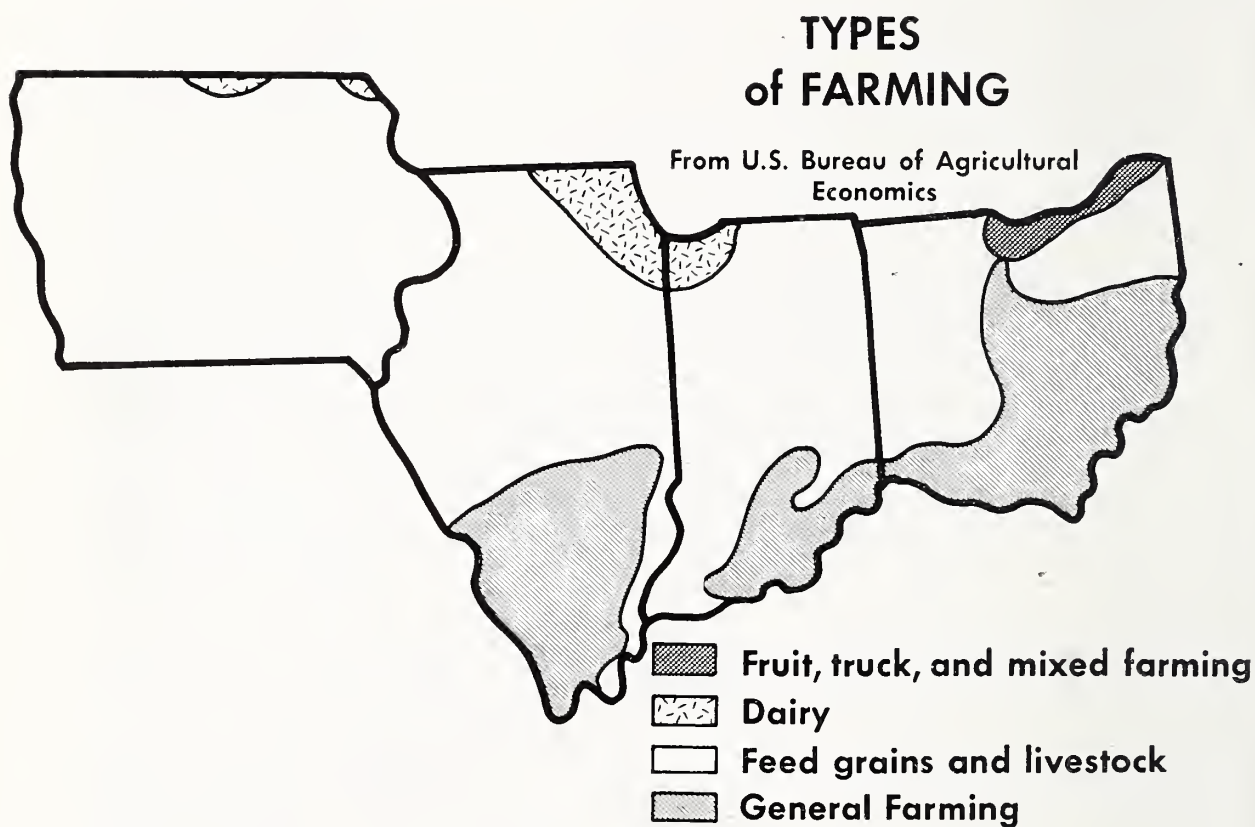 TYPES
of FARMING
From U.S. Bureau of Agricultural
Economics
Fruit, truck, and mixed farming
Dairy
Feed grains and livestock
General Farming